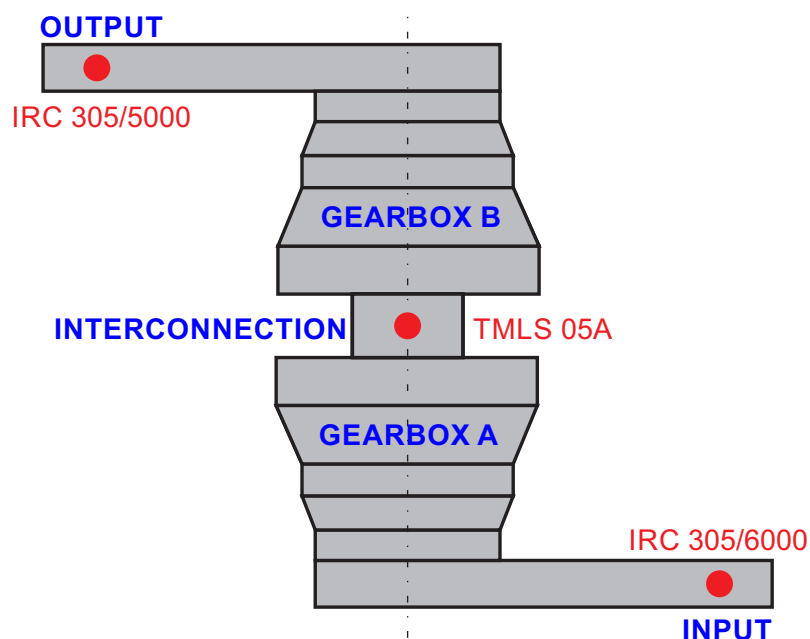 OUTPUT
IRC 305/5000
GEARBOX B
INTERCONNECTION
TMLS 05A
GEARBOX A
IRC 305/6000
INPUT